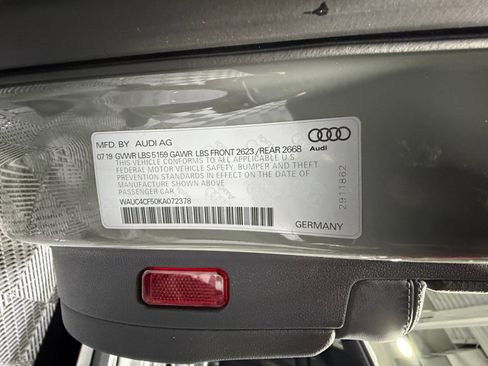 MFD. BY AUDI AG
07 19 GVWR LBS 5159 GAWR LBS FRONT 2623 /REAR 2668
THIS VEHICLE CONFORMS TO ALL APPLICABLE U.S.
FEDERAL MOTOR VEHICLE SAFETY, BUMPER AND THEFT
PREVENTION STANDARDS IN EFFECT ON THE DATE OF
MANUFACTURE SHOWN ABOVE
PASSENGER CAR
WAUC4CF50KA072378
Audi
2911862
GERMANY